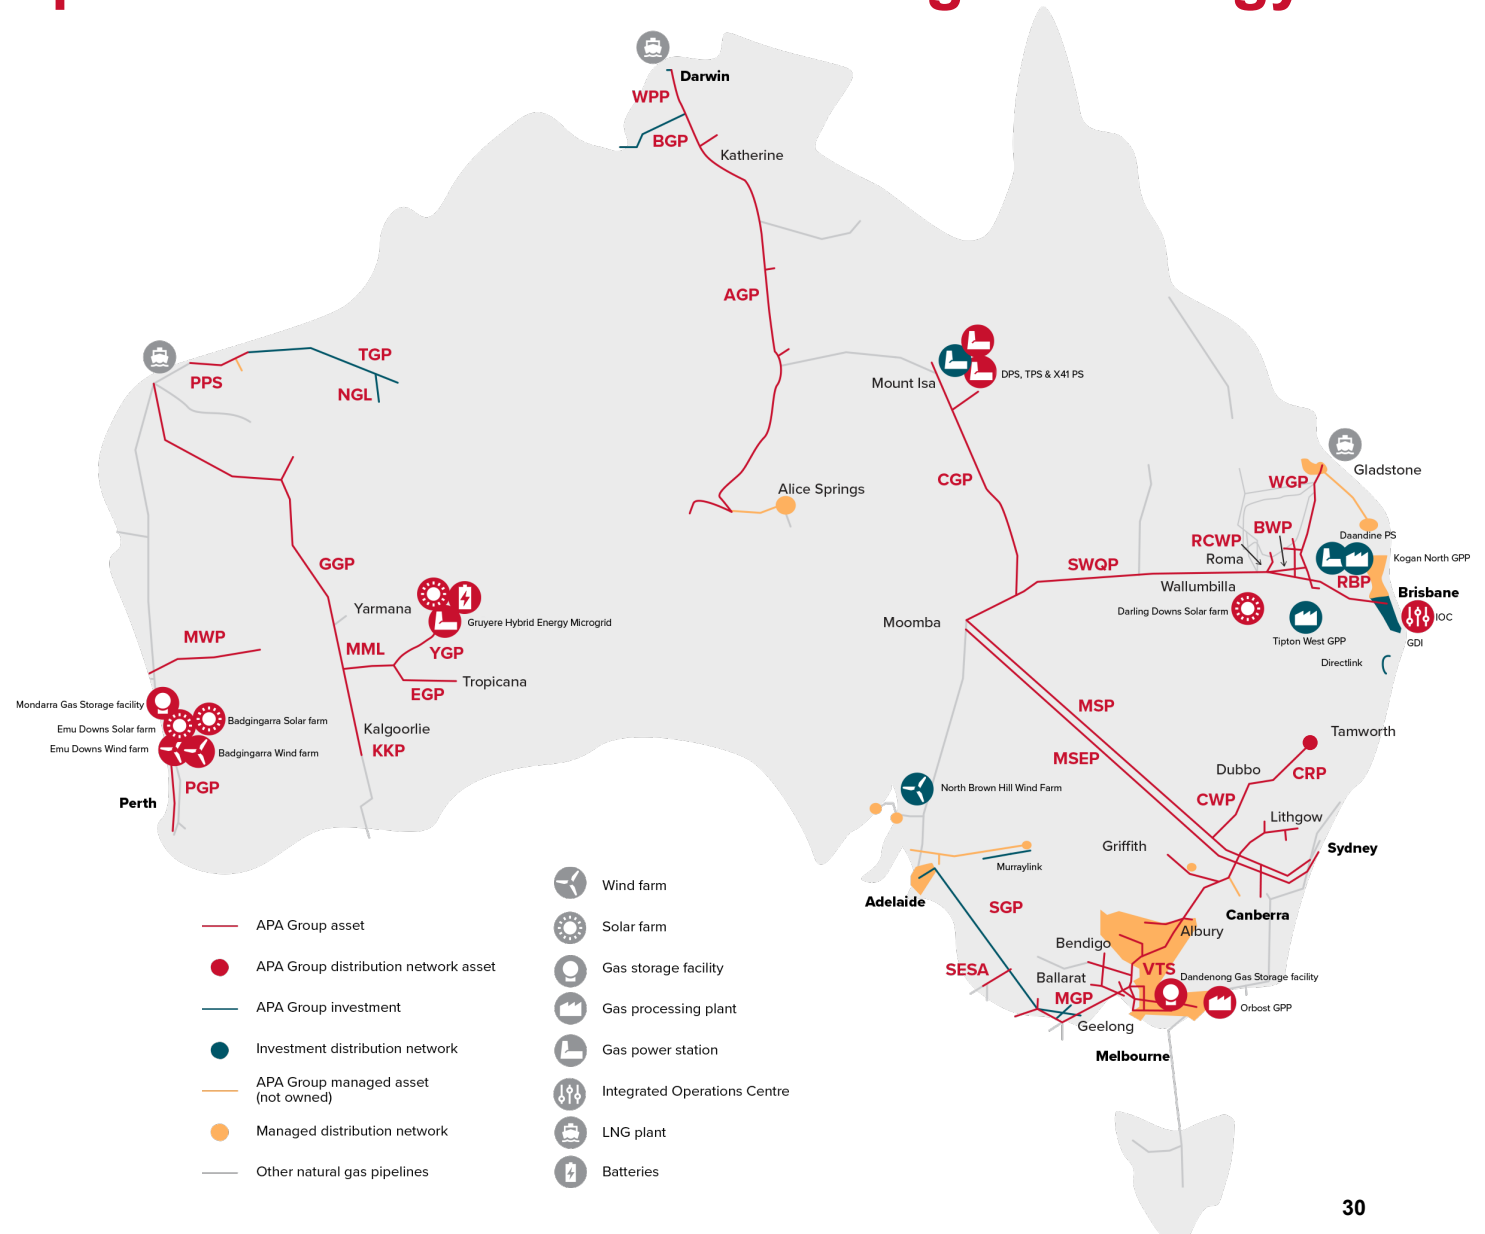 Darwin
WPP
BGP
Katherine
AGP
TGP
PPS
NGL
Mount Isa
DPS, TPS & X41 PS
Gladstone
WGP
CGP
Alice Springs
BWP
Daandine PS
RCWP
Kogan North GPP
Roma
SWQP
GGP
RBP
Wallumbilla
Brisbane
Yarmana
Darling Downs Solar farm
IOC
Gruyere Hybrid Energy Microgrid
Moomba
MWP
Tipton West GPP
GDI
MML
YGP
Directlink
Tropicana
EGP
Mondarra Gas Storage facility
MSP
Badgingarra Solar farm
Emu Downs Solar farm
Kalgoorlie
Tamworth
Emu Downs Wind farm
Badgingarra Wind farm
KKP
MSEP
Dubbo
CRP
PGP
North Brown Hill Wind Farm
Perth
CWP
Lithgow
Griffith
Sydney
Murraylink
Adelaide
SGP
Canberra
Albury
Bendigo
SESA
VTS
Ballarat
Dandenong Gas Storage facility
MGP
Orbost GPP
Geelong
Melbourne
APA Group asset
APA Group distribution network asset
APA Group investment
Investment distribution network
APA Group managed asset
(not owned)
Managed distribution network
Other natural gas pipelines
Wind farm
Solar farm
Gas storage facility
Gas processing plant
Gas power station
Integrated Operations Centre
LNG plant
Batteries
30